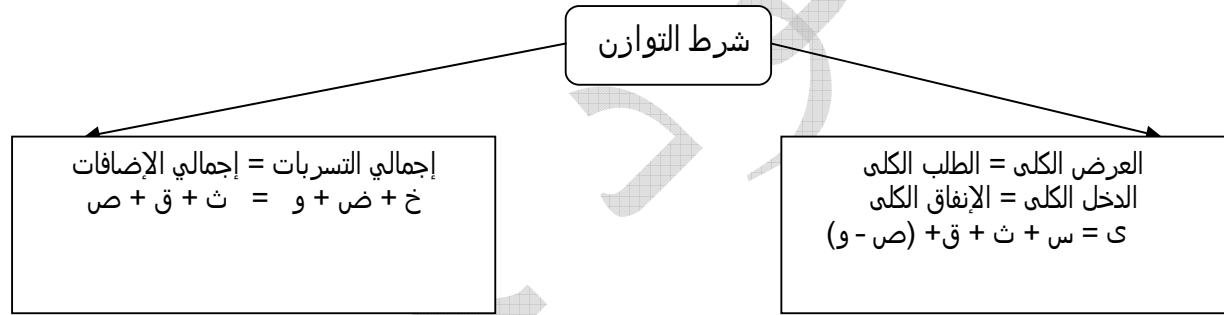 شرط التوازن
العرض الكلى = الطلب الكلى
الدخل الكلى = الإنفاق الكلى
ى = س + ث + ق+ (ص - و)
إجمالي التسربات = إجمالي الإضافات
خ + ض + و = ث + ق + ص